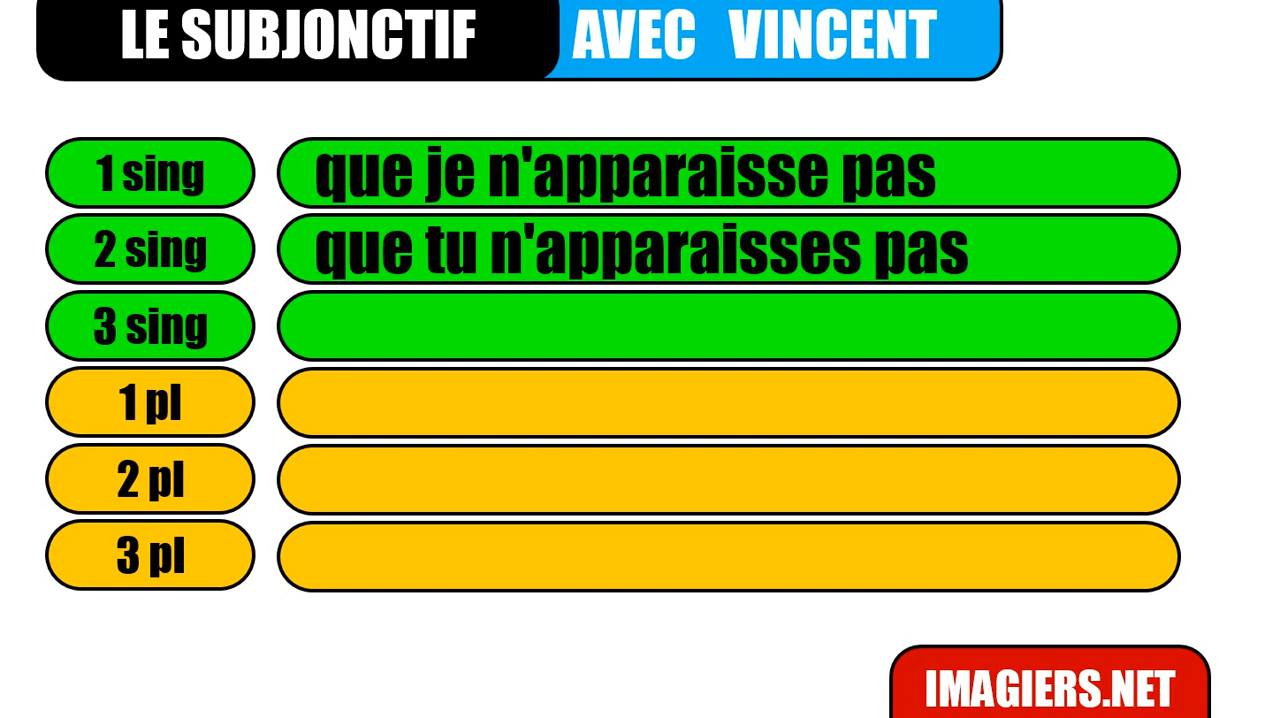 LE SUBJONCTIF AVEC VINCENT
1 sing que je n'apparaisse pas
2 sing que tu n'apparaisses pas
3 sing
1 pl
2 pl
3 pl
IMAGIERS.NET